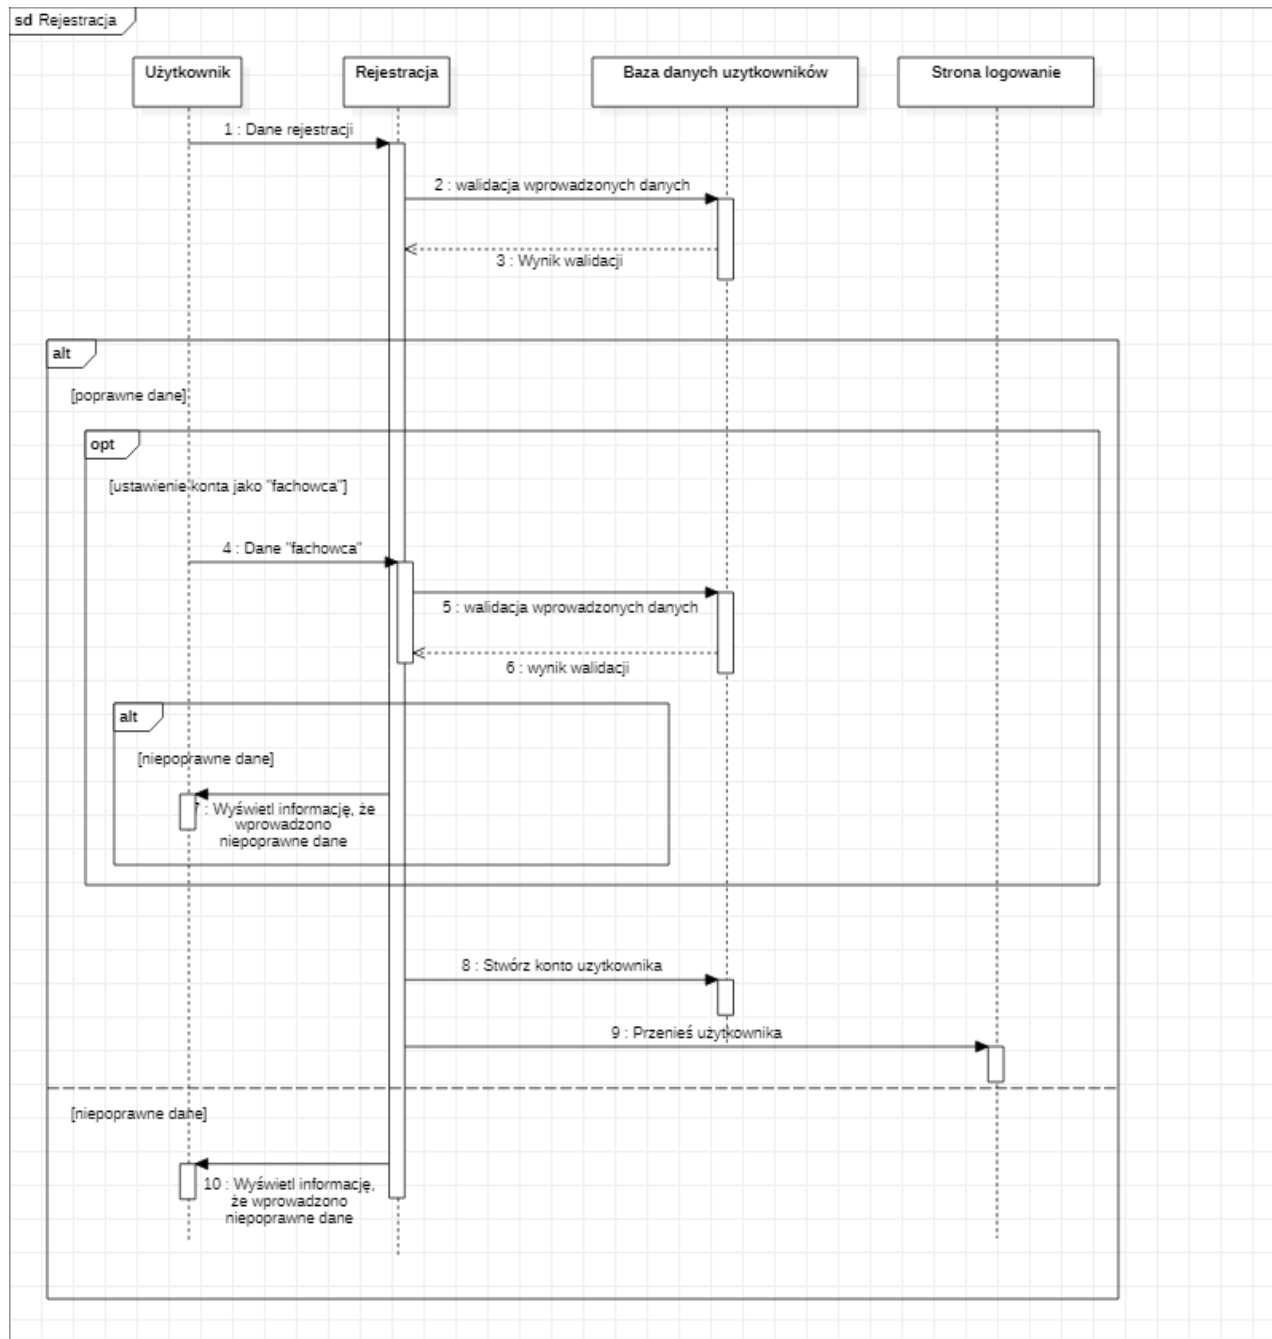 sd Rejestracja
Użytkownik
Rejestracja
Baza danych uzytkowników
Strona logowanie
1 : Dane rejestracji
2 : walidacja wprowadzonych danych
3 : Wynik walidacji
alt
[poprawne dane]
opt
[ustawienie konta jako "fachowca"]
4 : Dane "fachowca"
5 : walidacja wprowadzonych danych
6 : wynik walidacji
alt
[niepoprawne dane]
7 : Wyświetl informację, że
wprowadzono
niepoprawne dane
8 : Stwórz konto uzytkownika
9 : Przenieś użytkownika
[niepoprawne dane]
10 : Wyświetl informację,
że wprowadzono
niepoprawne dane